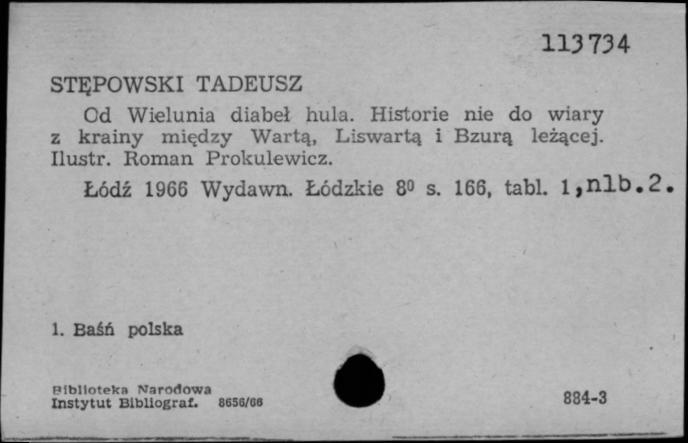 113734
STĘPOWSKI TADEUSZ
Od Wielunia diabeł hula. Historie nie do wiary
z krainy między Wartą, Liswartą i Bzurą leżącej.
Ilustr. Roman Prokulewicz.
Łódź 1966 Wydawn. Łódzkie 8⁰ s. 166, tabl. 1,nlb.2.
1. Baśń polska
Biblioteka Narodowa
Instytut Bibliograf. 8656/66
884-3